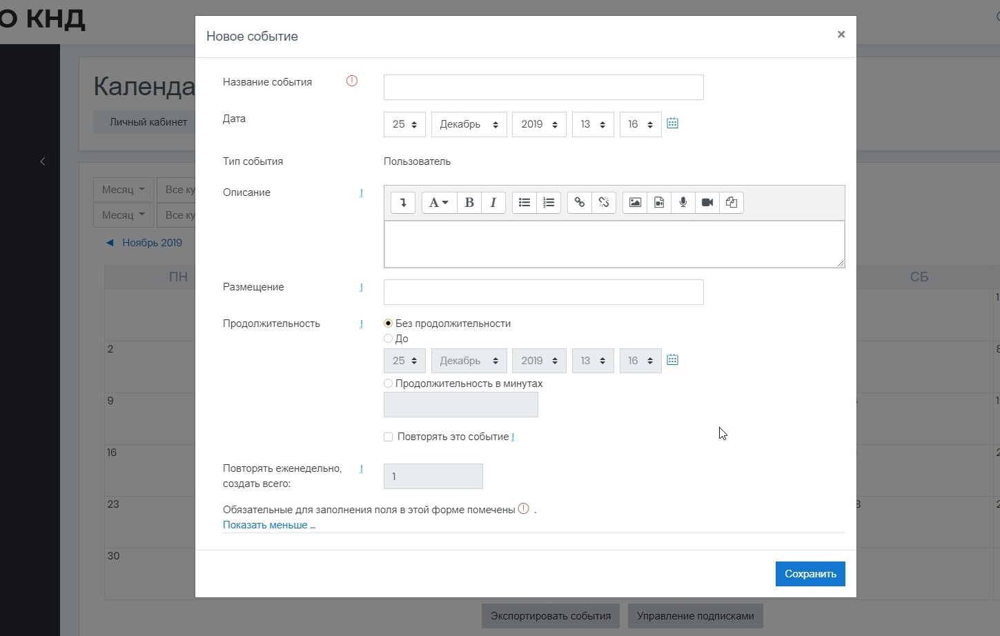 О КНД
Новое событие
×
Календа
Личный кабинет
Месяц
Все ку
Месяц
Все ку
Ноябрь 2019
ПН
СБ
2
9
16
23
30
Название события
Дата
25 Декабрь 2019 13 16
Тип события Пользователь
Описание
A B I
Размещение
Продолжительность
Без продолжительности
До
25 Декабрь 2019 13 16
Продолжительность в минутах
Повторять это событие
Повторять еженедельно,
создать всего:
1
Обязательные для заполнения поля в этой форме помечены .
Показать меньше ...
Сохранить
Экспортировать события
Управление подписками